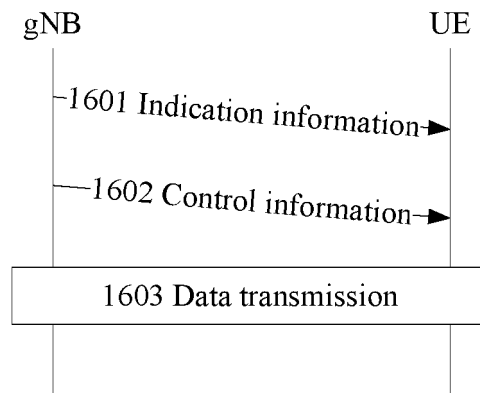 gNB
UE
1601 Indication information
1602 Control information
1603 Data transmission